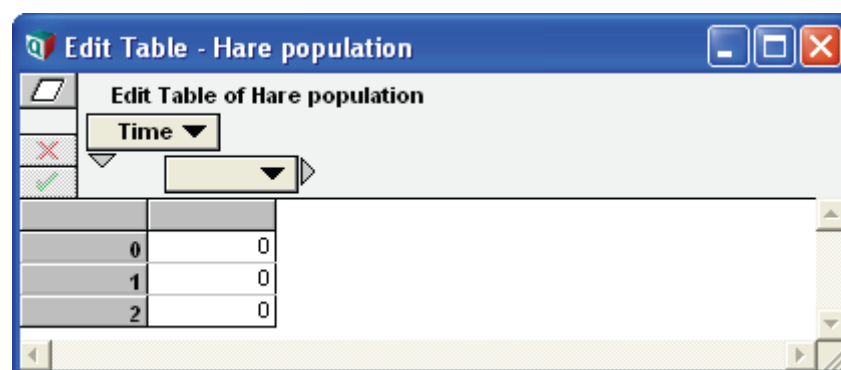 Edit Table - Hare population
Edit Table of Hare population
Time
0 0
1 0
2 0